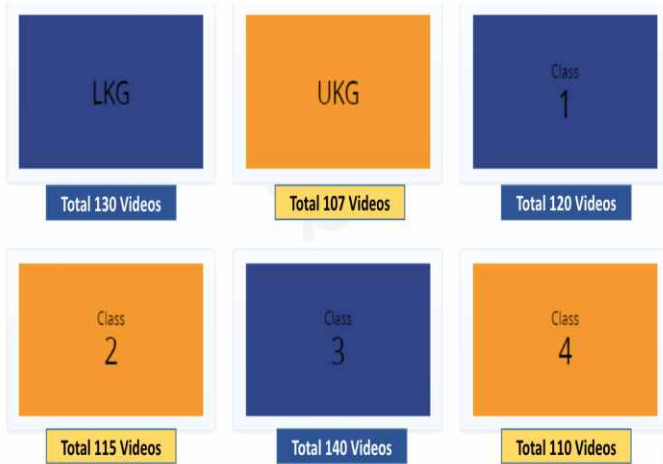 LKG
Total 130 Videos
UKG
Total 107 Videos
Class
1
Total 120 Videos
Class
2
Total 115 Videos
Class
3
Total 140 Videos
Class
4
Total 110 Videos